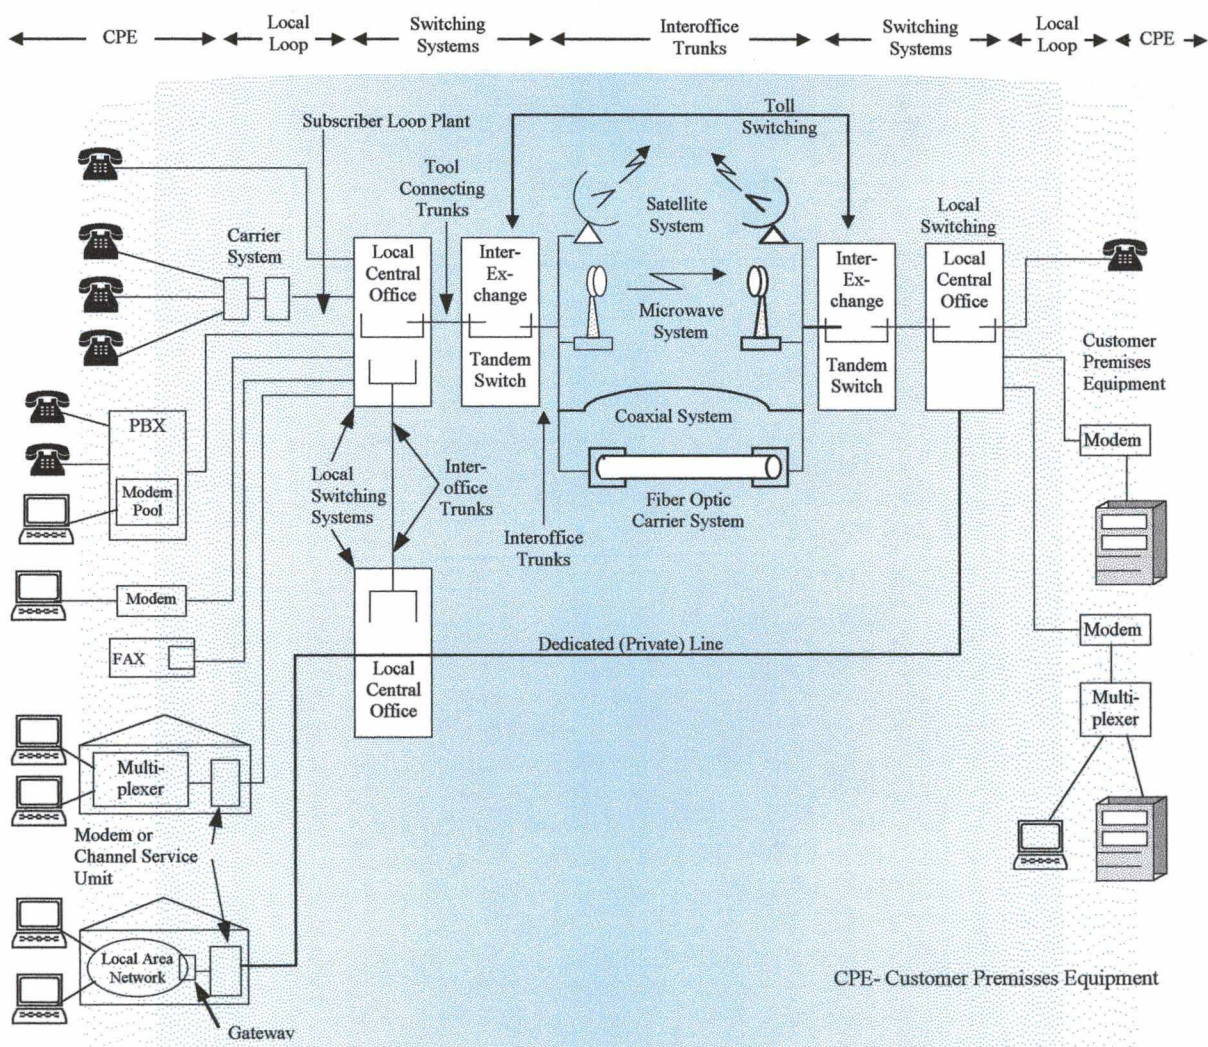 CPE
Local
Loop
Switching
Systems
Interoffice
Trunks
Switching
Systems
Local
Loop
CPE
Subscriber Loop Plant
Toll
Switching
Tool
Connecting
Trunks
Satellite
System
Local
Switching
Carrier
System
Local
Central
Office
Inter-
Ex-
change
Tandem
Switch
Microwave
System
Inter-
Ex-
change
Tandem
Switch
Local
Central
Office
Customer
Premises
Equipment
Coaxial System
PBX
Modem
Pool
Local
Switching
Systems
Inter-
office
Trunks
Fiber Optic
Carrier System
Interoffice
Trunks
Modem
Modem
FAX
Dedicated (Private) Line
Local
Central
Office
Modem
Multi-
plexer
Multi-
plexer
Modem or
Channel Service
Umit
Local Area
Network
Gateway
CPE- Customer Premisses Equipment